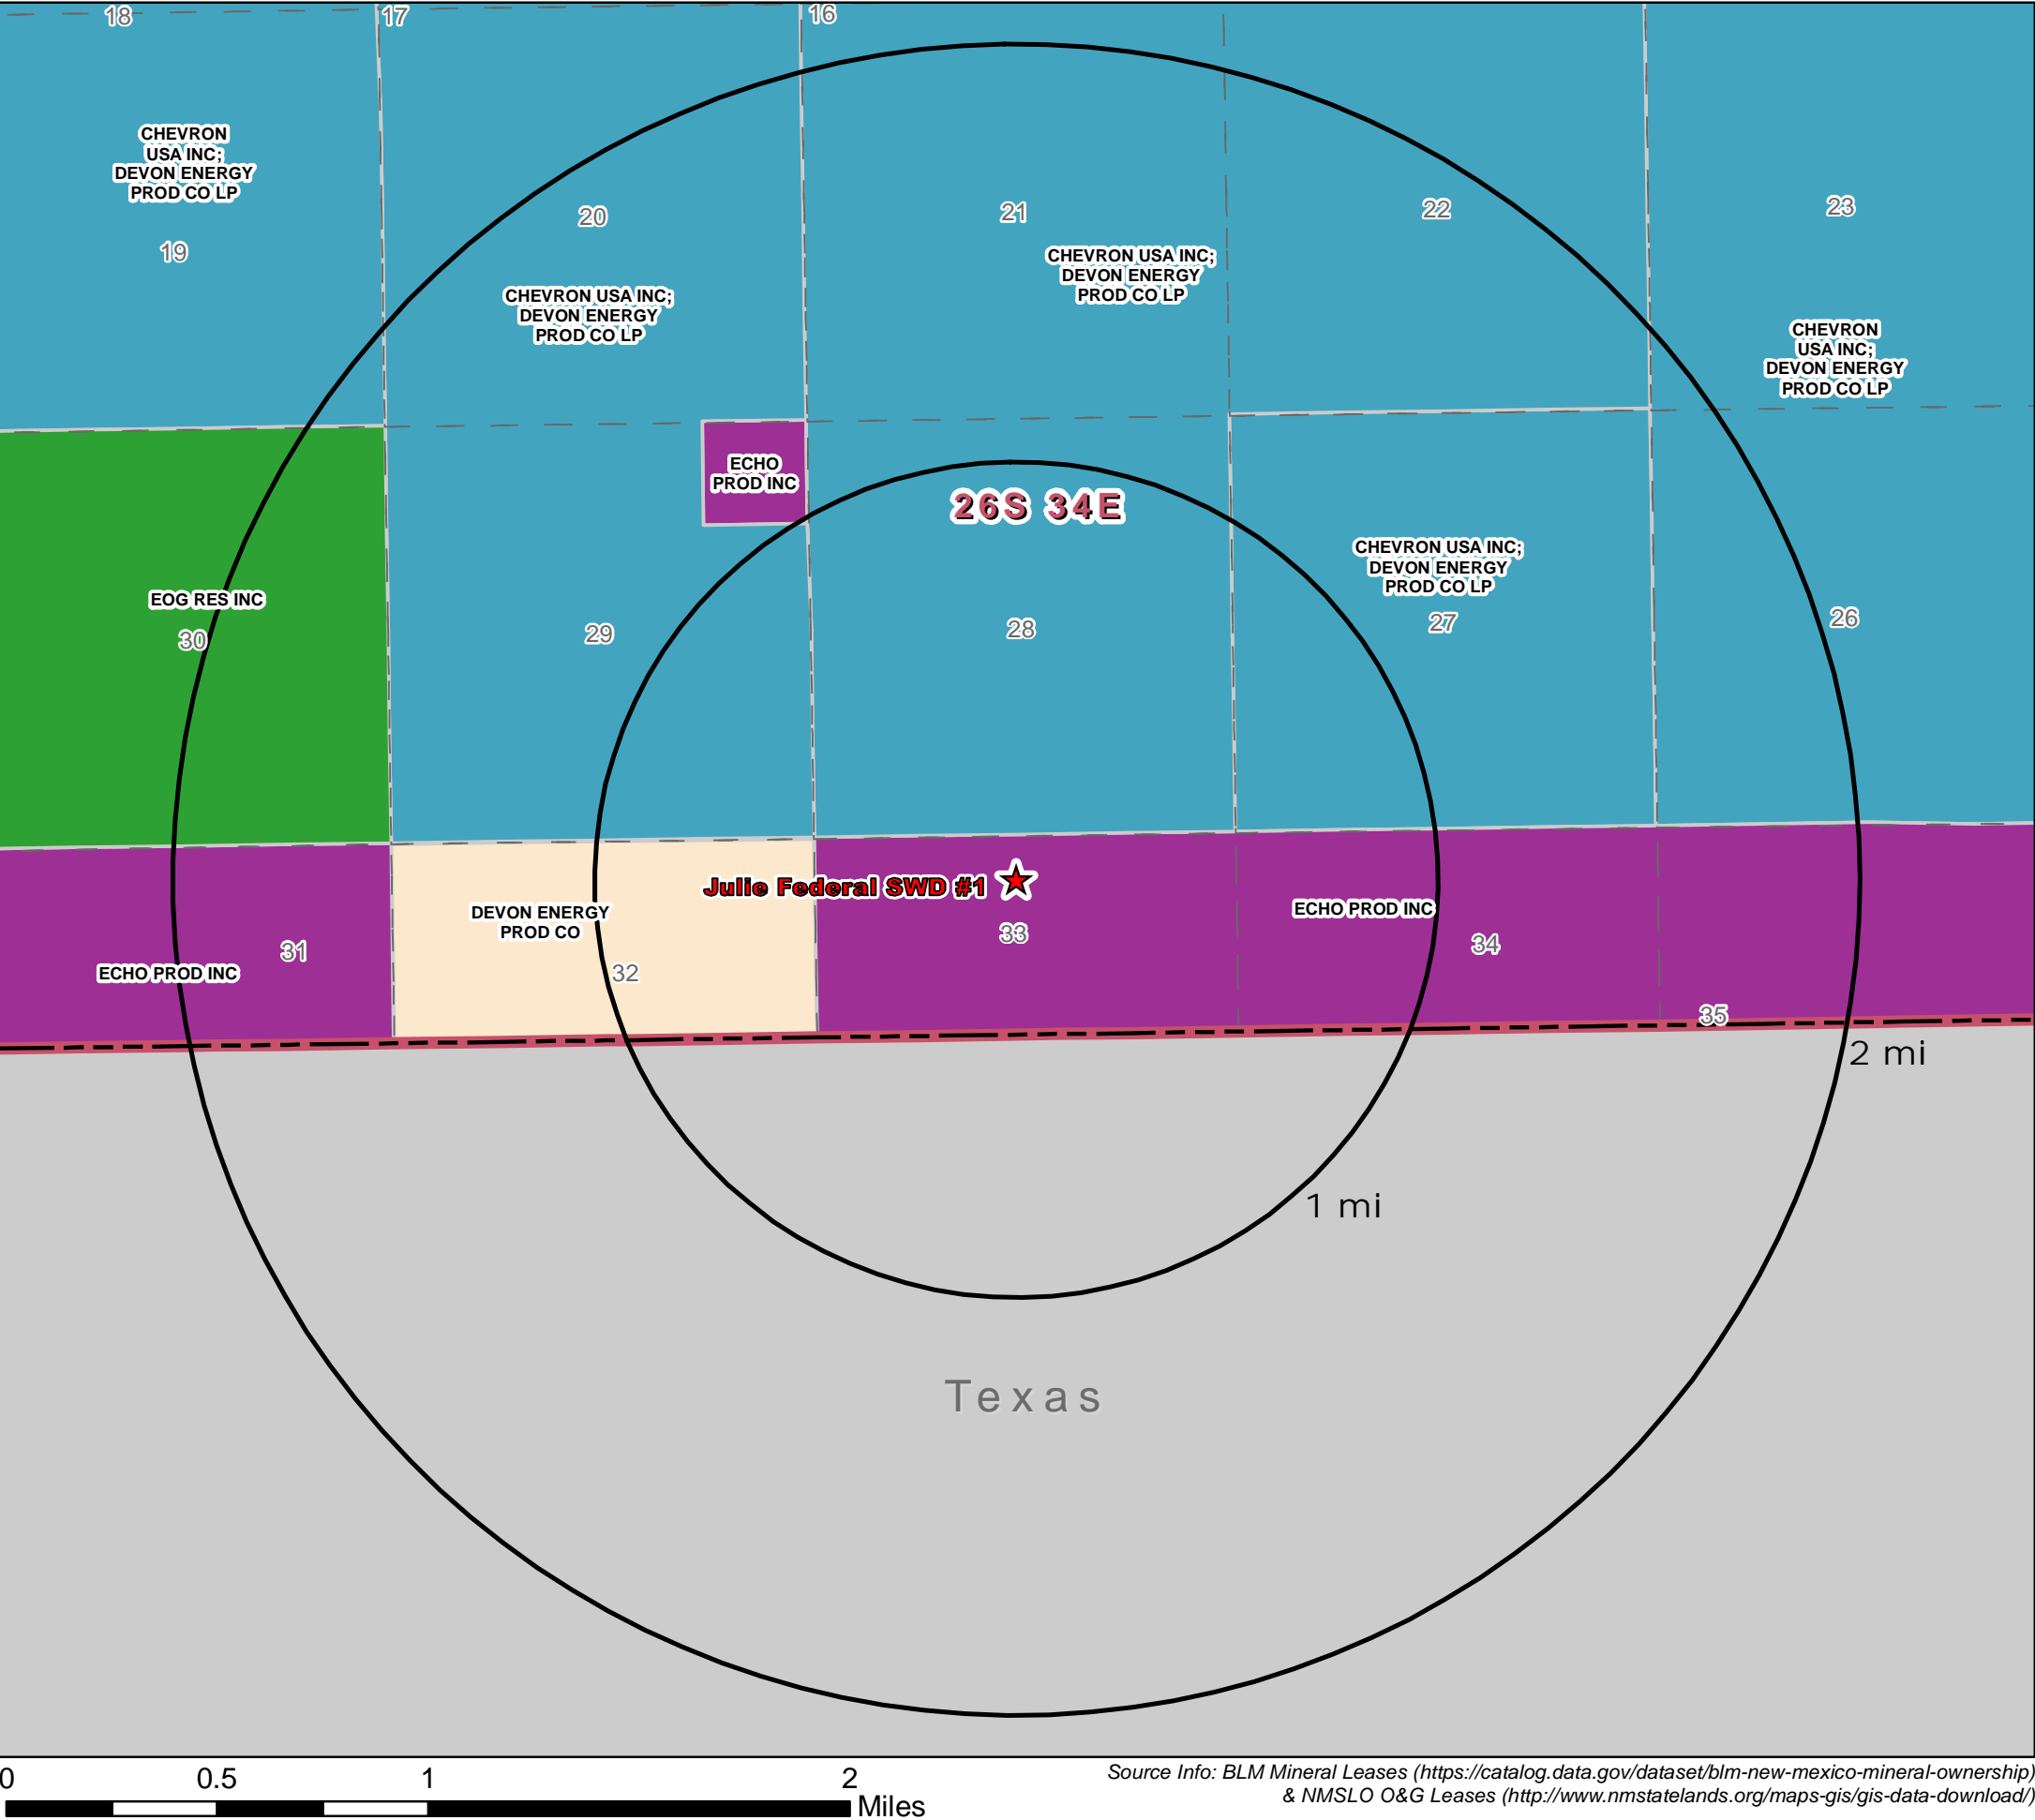 18
17
16
CHEVRON
USA INC;
DEVON ENERGY
PROD CO LP
19
20
CHEVRON USA INC;
DEVON ENERGY
PROD CO LP
21
CHEVRON USA INC;
DEVON ENERGY
PROD CO LP
22
23
CHEVRON
USA INC;
DEVON ENERGY
PROD CO LP
ECHO
PROD INC
26S 34E
CHEVRON USA INC;
DEVON ENERGY
PROD CO LP
EOG RES INC
30
29
28
27
26
Julie Federal SWD #1
DEVON ENERGY
PROD CO
ECHO PROD INC
33
34
31
ECHO PROD INC
32
35
2 mi
1 mi
Texas
0 0.5 1 2
Miles
Source Info: BLM Mineral Leases (https://catalog.data.gov/dataset/blm-new-mexico-mineral-ownership)
& NMSLO O&G Leases (http://www.nmstatelands.org/maps-gis/gis-data-download/)